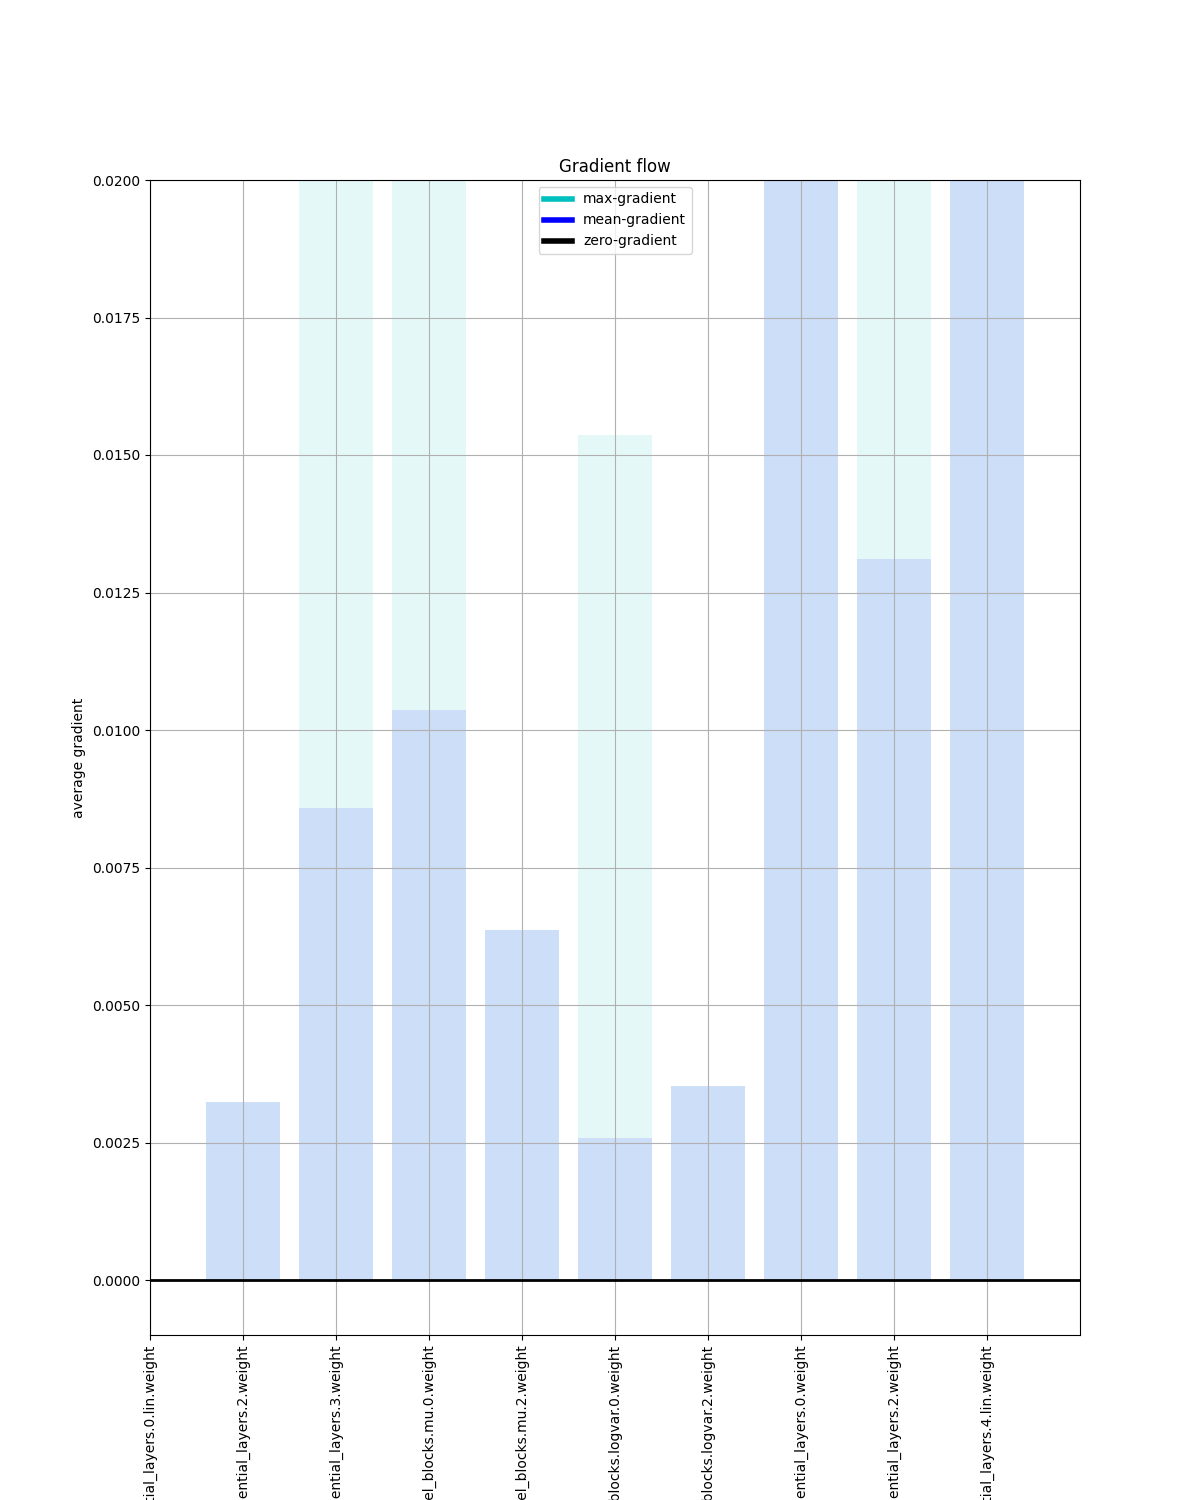 Gradient flow
max-gradient
mean-gradient
zero-gradient
0.0200
0.0175
0.0150
0.0125
0.0100
0.0075
0.0050
0.0025
0.0000
average gradient
tial_layers.0.lin.weight
ential_layers.2.weight
ential_layers.3.weight
el_blocks.mu.0.weight
el_blocks.mu.2.weight
blocks.logvar.0.weight
blocks.logvar.2.weight
ential_layers.0.weight
ential_layers.2.weight
tial_layers.4.lin.weight